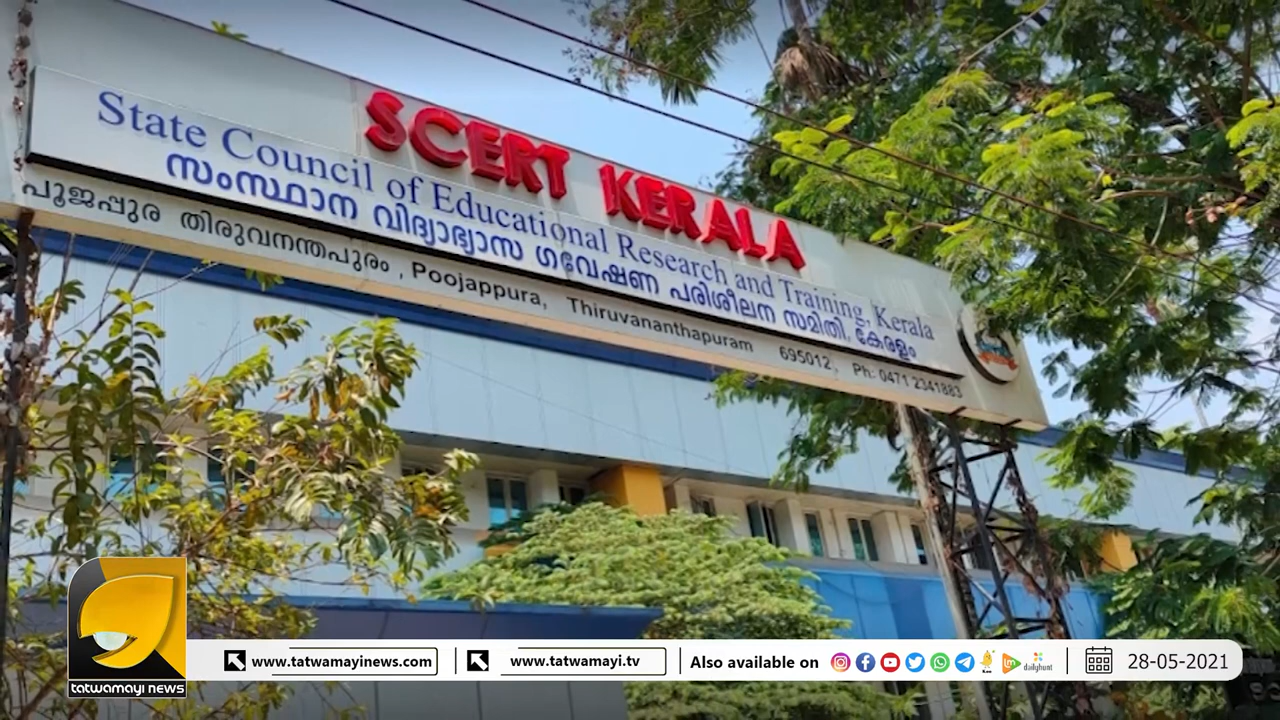 SCERT KERALA
State Council of Educational Research and Training, Kerala
സംസ്ഥാന വിദ്യാഭ്യാസ ഗവേഷണ പരിശീലന സമിതി, കേരളം
പൂജപ്പുര തിരുവനന്തപുരം , Poojappura, Thiruvananthapuram 695012, Ph: 0471 2341883
tatwamayi news
www.tatwamayinews.com
www.tatwamayi.tv
Also available on
dailyhunt
28-05-2021